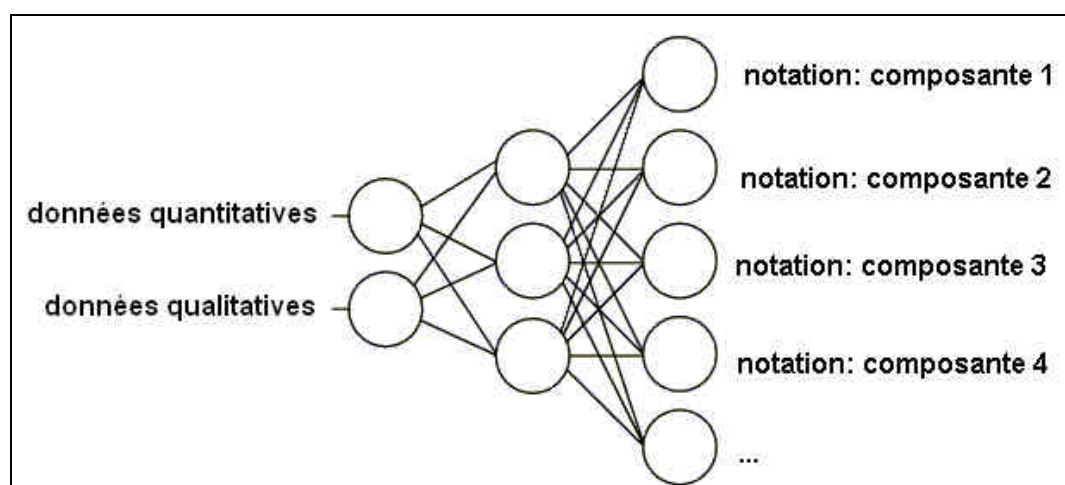 notation: composante 1
notation: composante 2
données quantitatives
notation: composante 3
données qualitatives
notation: composante 4
...